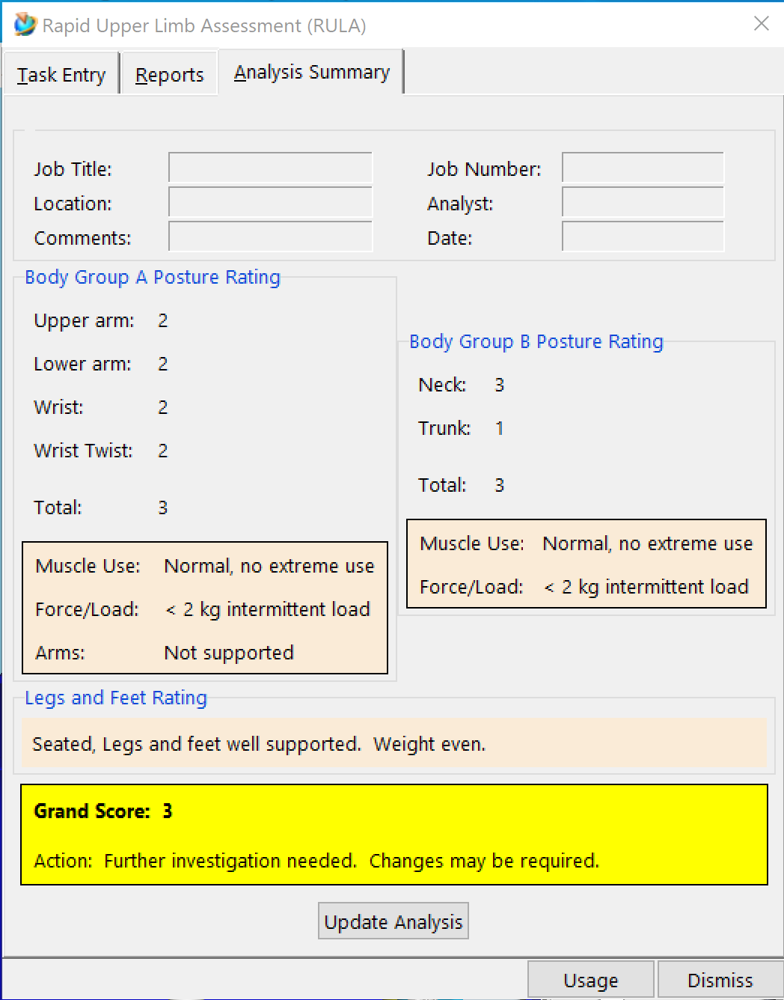 Rapid Upper Limb Assessment (RULA)
Task Entry Reports Analysis Summary
Job Title: Job Number:
Location: Analyst:
Comments: Date:
Body Group A Posture Rating
Upper arm: 2
Lower arm: 2
Wrist: 2
Wrist Twist: 2
Total: 3
Muscle Use: Normal, no extreme use
Force/Load: < 2 kg intermittent load
Arms: Not supported
Body Group B Posture Rating
Neck: 3
Trunk: 1
Total: 3
Muscle Use: Normal, no extreme use
Force/Load: < 2 kg intermittent load
Legs and Feet Rating
Seated, Legs and feet well supported. Weight even.
Grand Score: 3
Action: Further investigation needed. Changes may be required.
Update Analysis
Usage Dismiss